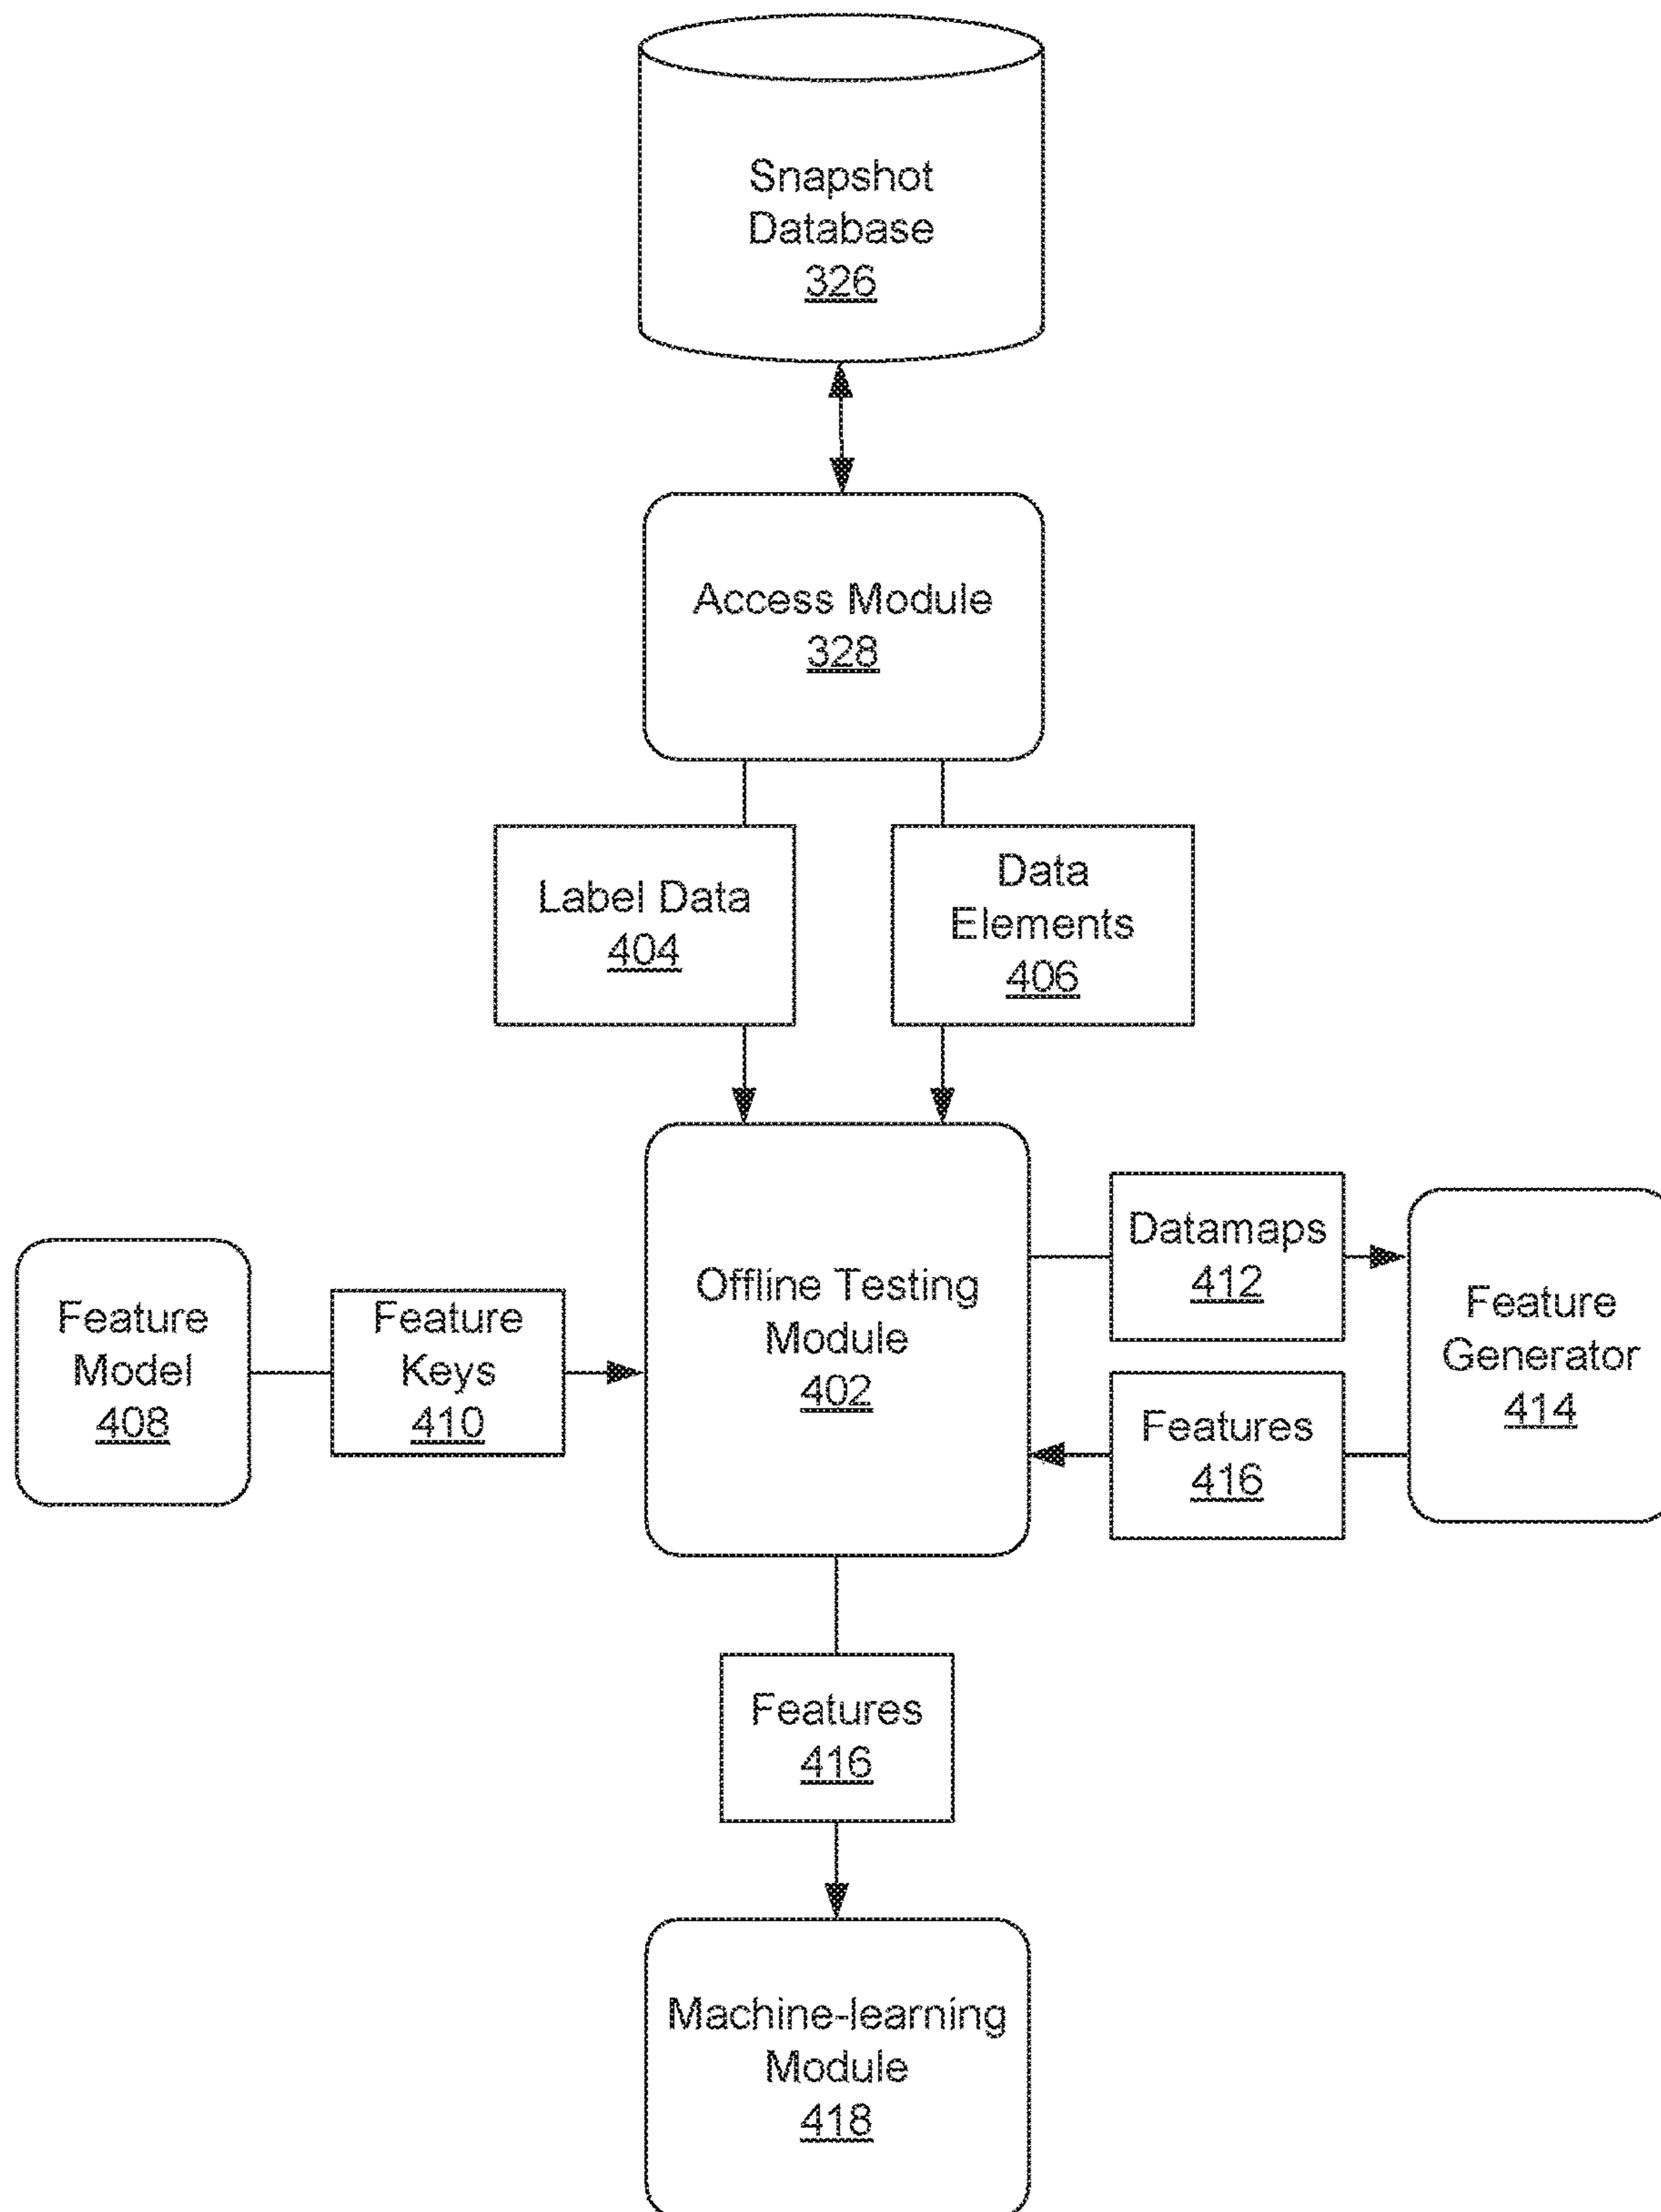 Snapshot
Database
326
Access Module
328
Label Data
404
Data
Elements
406
Feature
Model
408
Feature
Keys
410
Offline Testing
Module
402
Datamaps
412
Features
416
Feature
Generator
414
Features
416
Machine-learning
Module
418